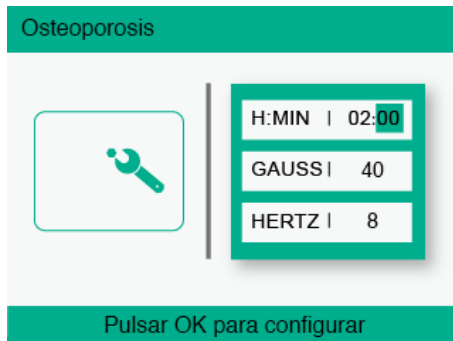 Osteoporosis
H:MIN | 02:00
GAUSS | 40
HERTZ | 8
Pulsar OK para configurar